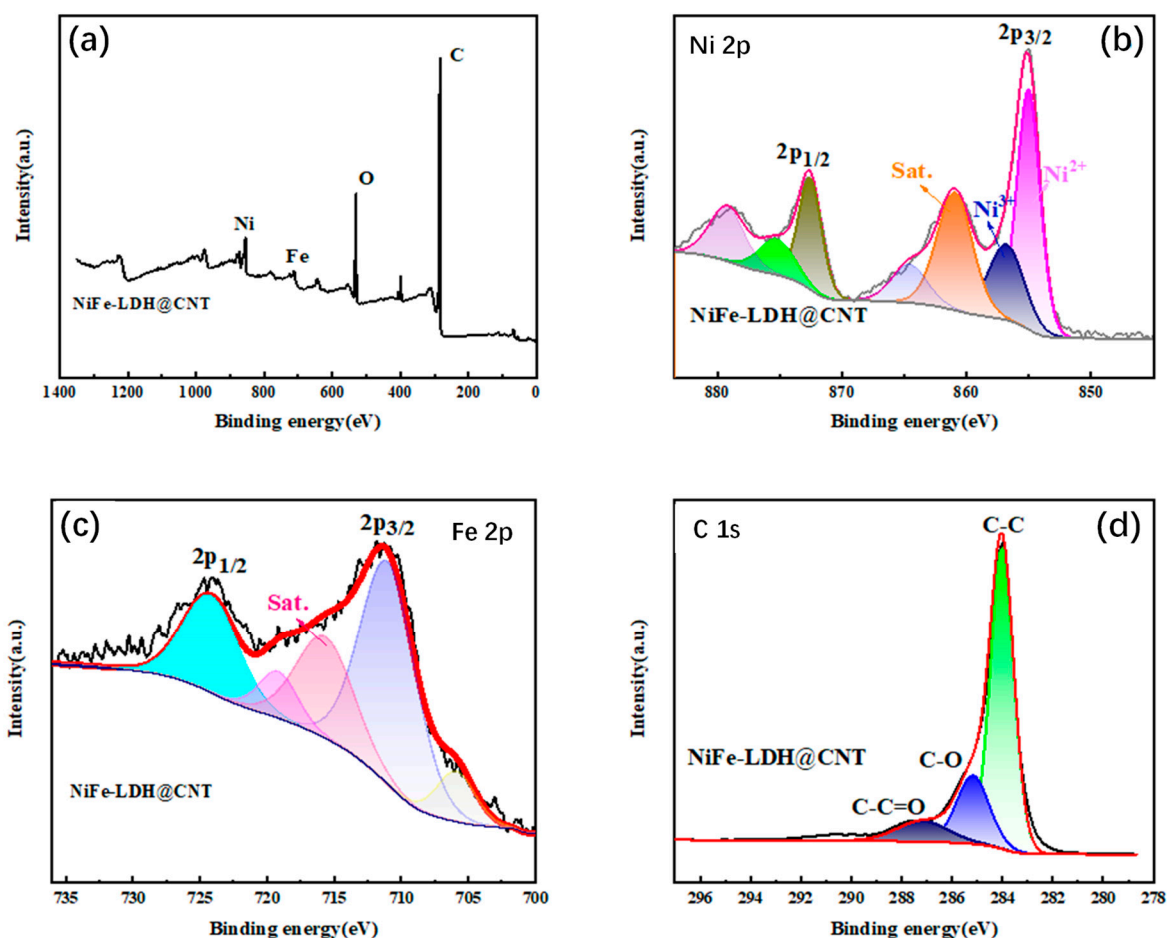 (a)
C
O
Ni
Fe
NiFe-LDH@CNT
Intensity(a.u.)
1400 1200 1000 800 600 400 200 0
Binding energy(eV)
Ni 2p
(b)
2p3/2
2p1/2
Sat.
Ni3+
Ni2+
NiFe-LDH@CNT
Intensity(a.u.)
880 870 860 850
Binding energy(eV)
(c)
Fe 2p
2p3/2
2p1/2
Sat.
NiFe-LDH@CNT
Intensity(a.u.)
735 730 725 720 715 710 705 700
Binding energy(eV)
C 1s
(d)
C-C
C-O
C-C=O
NiFe-LDH@CNT
Intensity(a.u.)
296 294 292 290 288 286 284 282 280 278
Binding energy(eV)